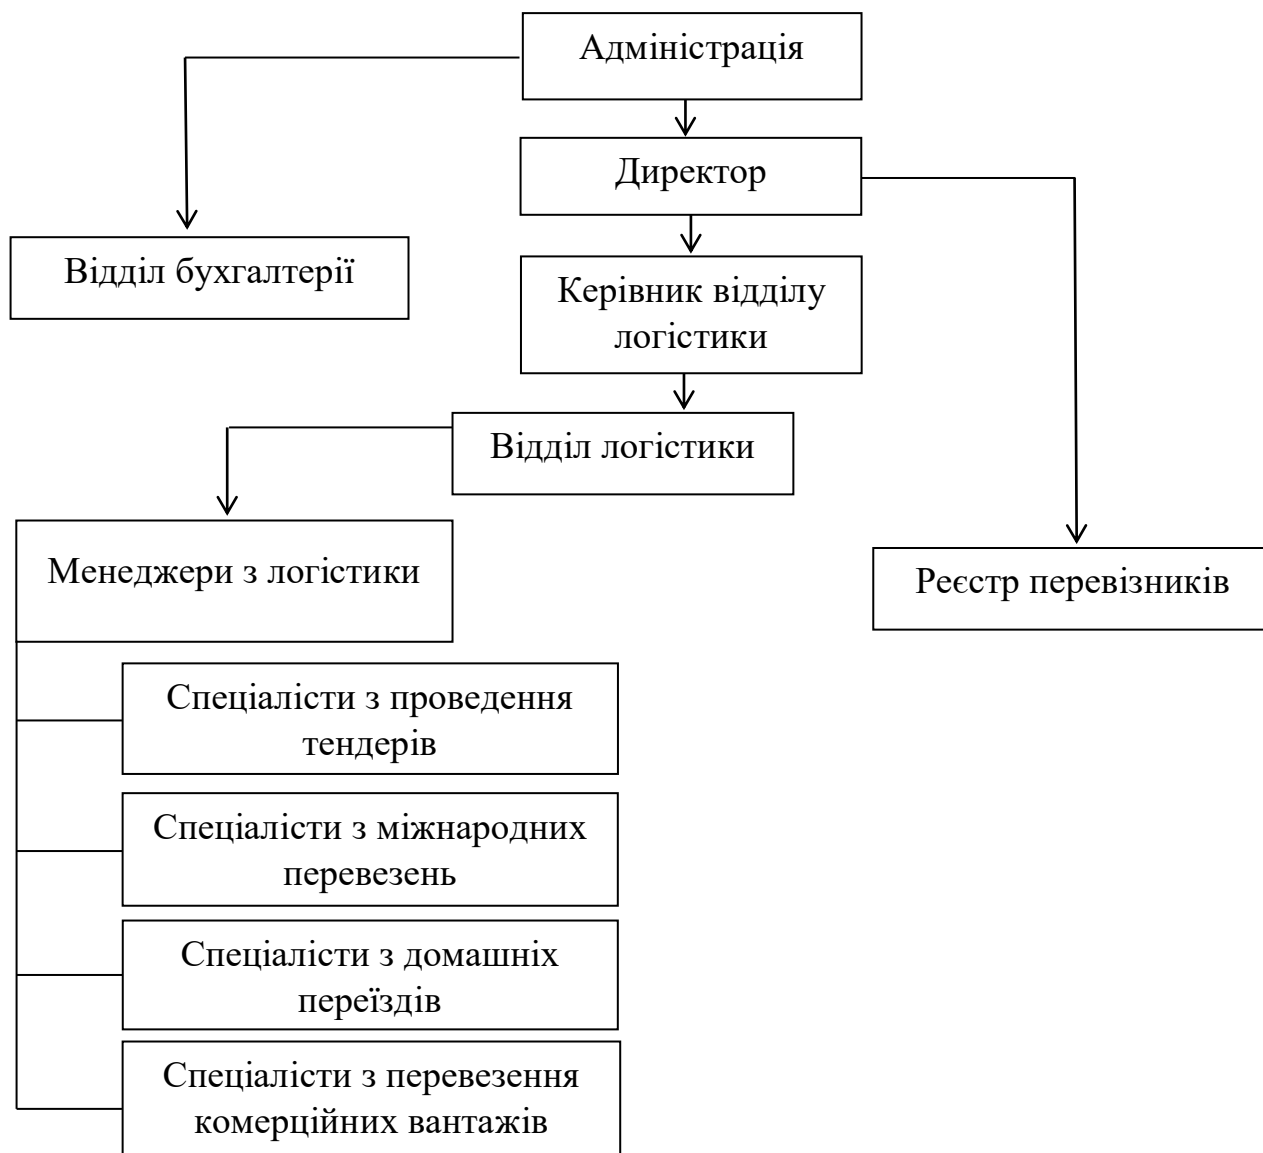 Адміністрація
Директор
Відділ бухгалтерії
Керівник відділу
логістики
Відділ логістики
Менеджери з логістики
Реєстр перевізників
Спеціалісти з проведення
тендерів
Спеціалісти з міжнародних
перевезень
Спеціалісти з домашніх
переїздів
Спеціалісти з перевезення
комерційних вантажів